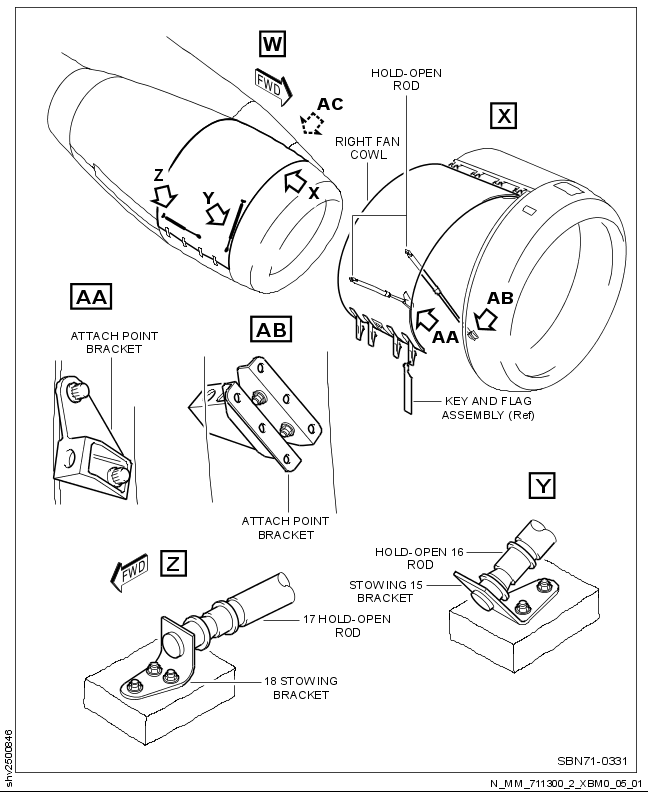 W
FWD
AC
HOLD-OPEN
ROD
X
RIGHT FAN
COWL
Z
Y
X
AA
AB
AB
AA
ATTACH POINT
BRACKET
KEY AND FLAG
ASSEMBLY (Ref)
ATTACH POINT
BRACKET
Y
HOLD-OPEN 16
ROD
STOWING 15
BRACKET
FWD
Z
17 HOLD-OPEN
ROD
18 STOWING
BRACKET
SBN71-0331
shv2500846
N_MM_711300_2_XBM0_05_01